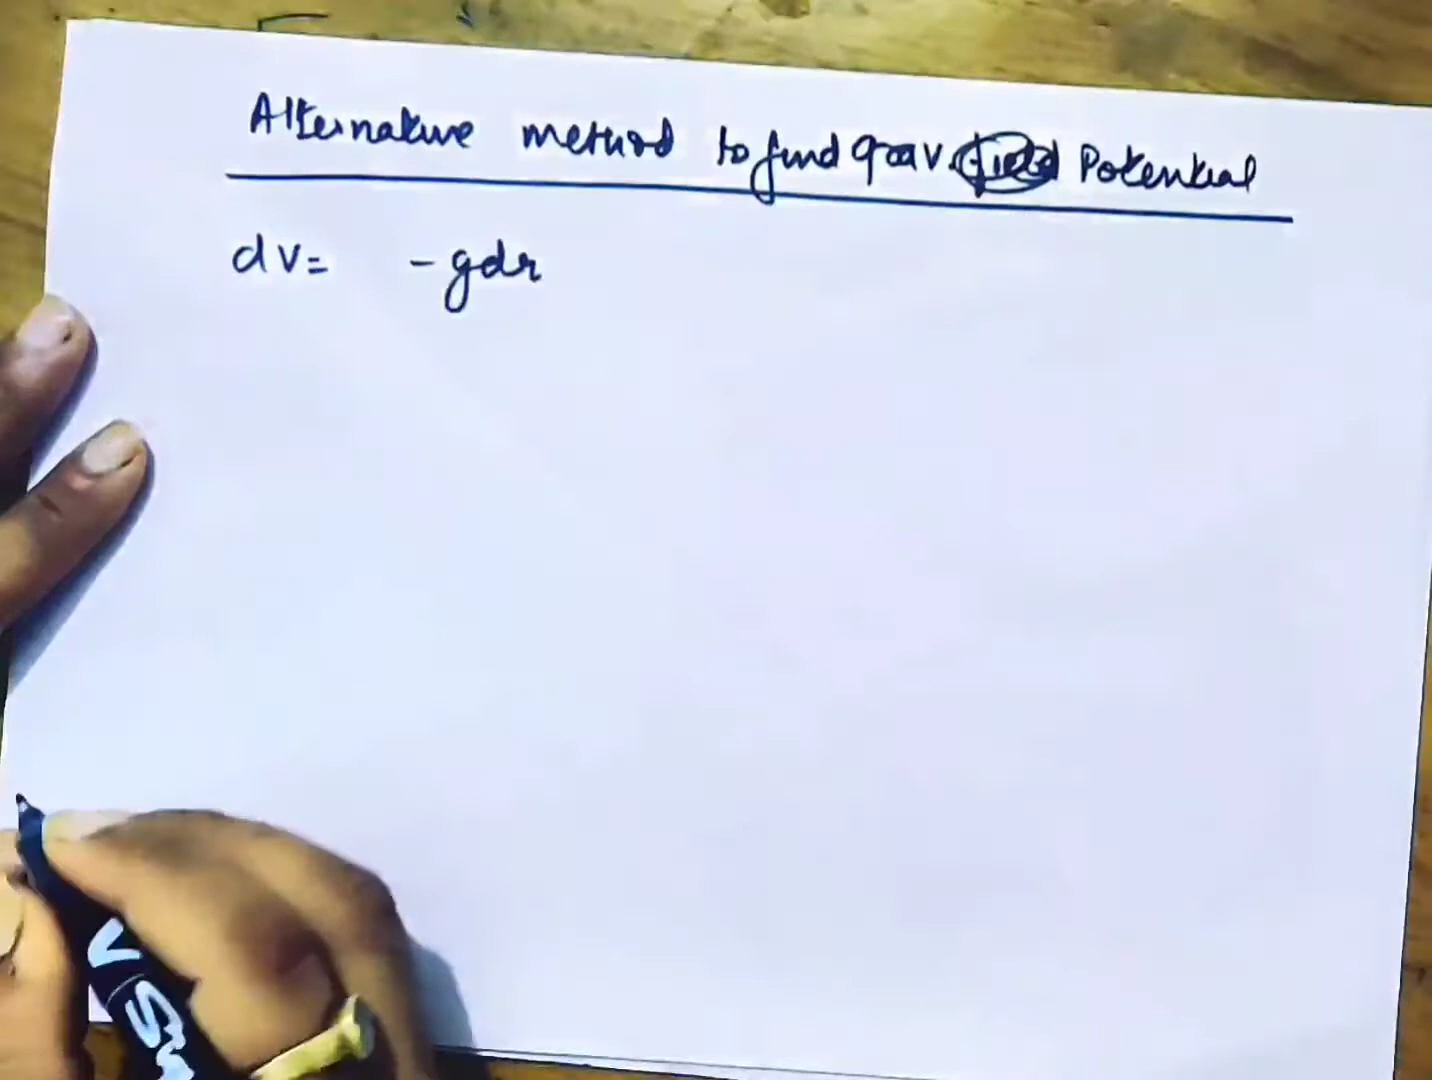 Alternative method to find grav. field Potential
dv= - gdr